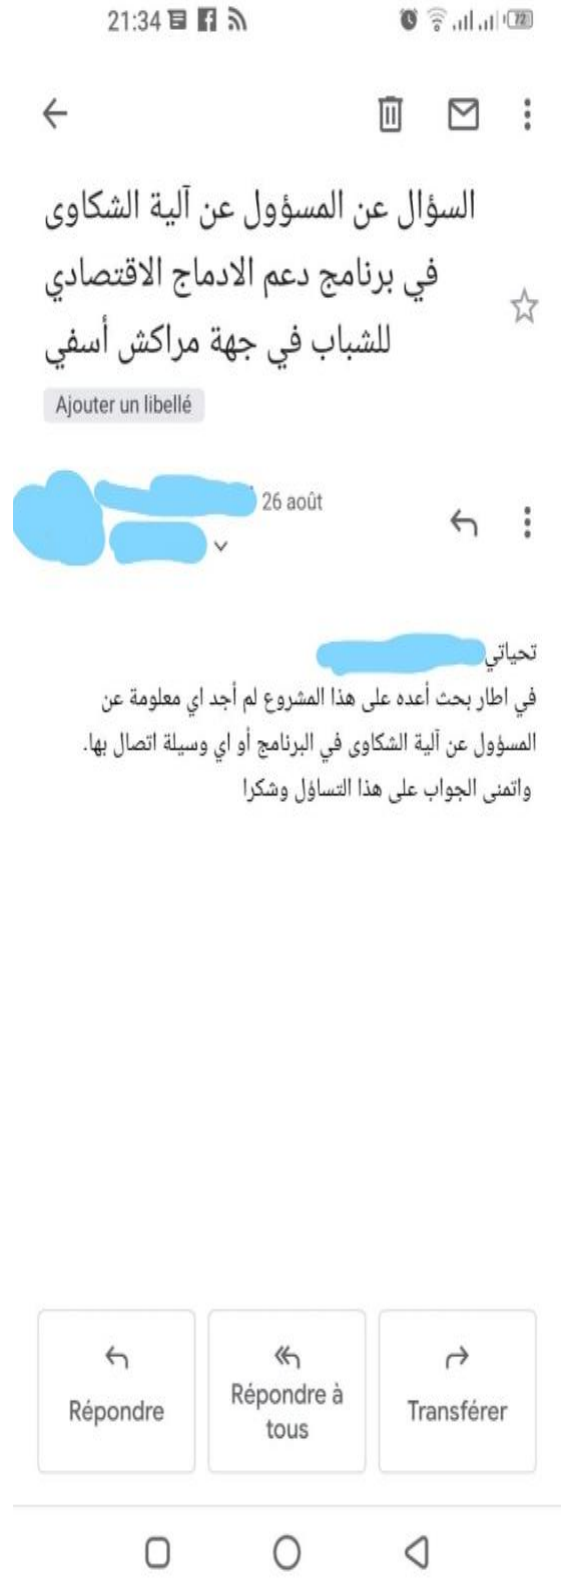 21:34
72
السؤال عن المسؤول عن آلية الشكاوى
في برنامج دعم الادماج الاقتصادي
للشباب في جهة مراكش أسفي
Ajouter un libellé
26 août
تحياتي
في اطار بحث أعده على هذا المشروع لم أجد اي معلومة عن
المسؤول عن آلية الشكاوى في البرنامج أو اي وسيلة اتصال بها.
واتمنى الجواب على هذا التساؤل وشكرا
Répondre
Répondre à
tous
Transférer